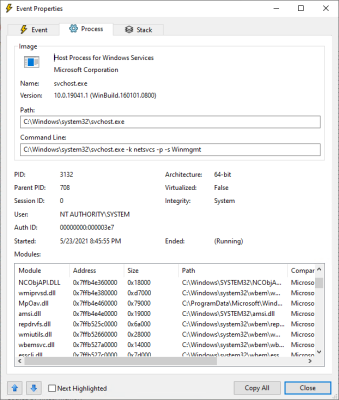 Event Properties
Event
Process
Stack
Image
Host Process for Windows Services
Microsoft Corporation
Name: svchost.exe
Version: 10.0.19041.1 (WinBuild.160101.0800)
Path:
C:\Windows\system32\svchost.exe
Command Line:
C:\Windows\system32\svchost.exe -k netsvcs -p -s Winmgmt
PID: 3132 Architecture: 64-bit
Parent PID: 708 Virtualized: False
Session ID: 0 Integrity: System
User: NT AUTHORITY\SYSTEM
Auth ID: 00000000:000003e7
Started: 5/23/2021 8:45:55 PM Ended: (Running)
Modules:
Module Address Size Path Compar
NCObjAPI.DLL 0x7ffb4e360000 0x18000 C:\Windows\SYSTEM32\NCObjAPI.D... Microso
wmiprvsd.dll 0x7ffb4e380000 0xd7000 C:\Windows\system32\wbem\w... Microso
MpOav.dll 0x7ffb4e460000 0x79000 C:\ProgramData\Microsoft\Wind... Microso
amsi.dll 0x7ffb4e4e0000 0x19000 C:\Windows\SYSTEM32\amsi.dll Microso
repdrvfs.dll 0x7ffb525c0000 0x6a000 C:\Windows\system32\wbem\rep... Microso
wmiutils.dll 0x7ffb52660000 0x28000 C:\Windows\system32\wbem\w... Microso
wbemsvc.dll 0x7ffb527a0000 0x14000 C:\Windows\system32\wbem\w... Microso
esscli.dll 0x7ffb527c0000 0x7d000 C:\Windows\system32\wbem\ess... Microso
Next Highlighted
Copy All
Close